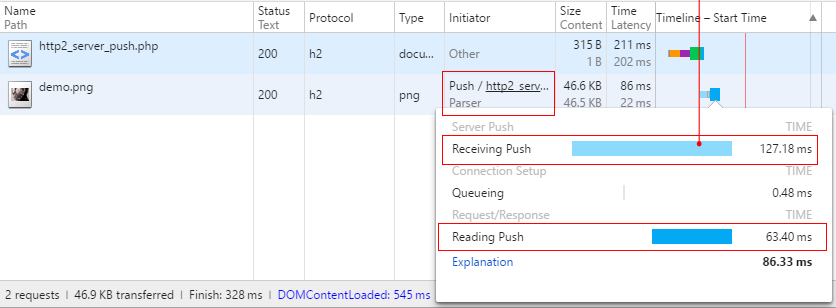 Name Status Protocol Type Initiator Size Time Timeline – Start Time
Path Text Content Latency
http2_server_push.php 200 h2 docu... Other 315 B 211 ms
1 B 202 ms
demo.png 200 h2 png Push / http2_serv... 46.6 KB 86 ms
Parser 46.5 KB 22 ms
Server Push TIME
Receiving Push 127.18 ms
Connection Setup TIME
Queueing 0.48 ms
Request/Response TIME
Reading Push 63.40 ms
Explanation 86.33 ms
2 requests | 46.9 KB transferred | Finish: 328 ms | DOMContentLoaded: 545 ms